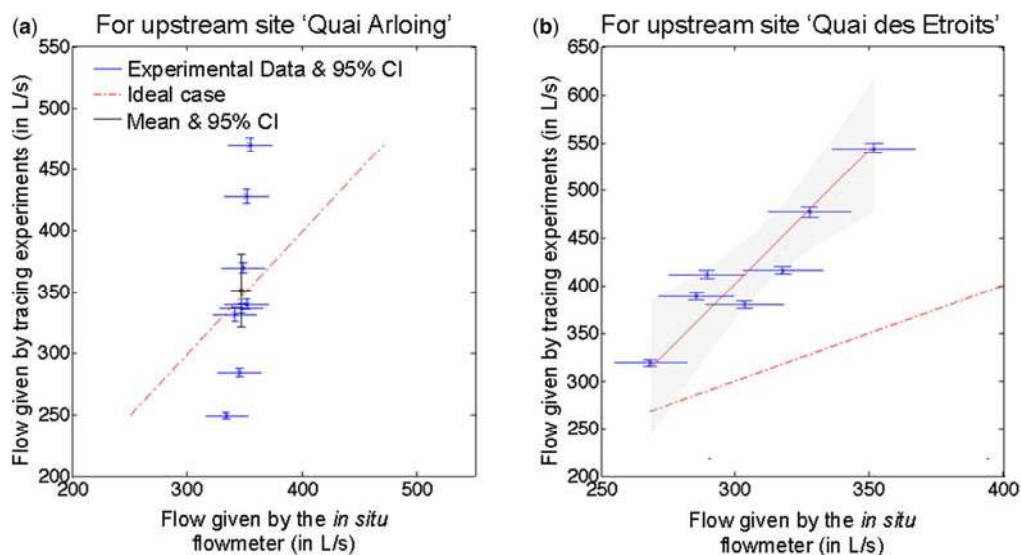 (a) For upstream site ‘Quai Arloing’
550
500
450
400
350
300
250
200
200 300 400 500
Flow given by tracing experiments (in L/s)
Experimental Data & 95% CI
Ideal case
Mean & 95% CI
Flow given by the in situ
flowmeter (in L/s)
(b) For upstream site ‘Quai des Etroits’
650
600
550
500
450
400
350
300
250
200
250 300 350 400
Flow given by tracing experiments (in L/s)
Flow given by the in situ
flowmeter (in L/s)